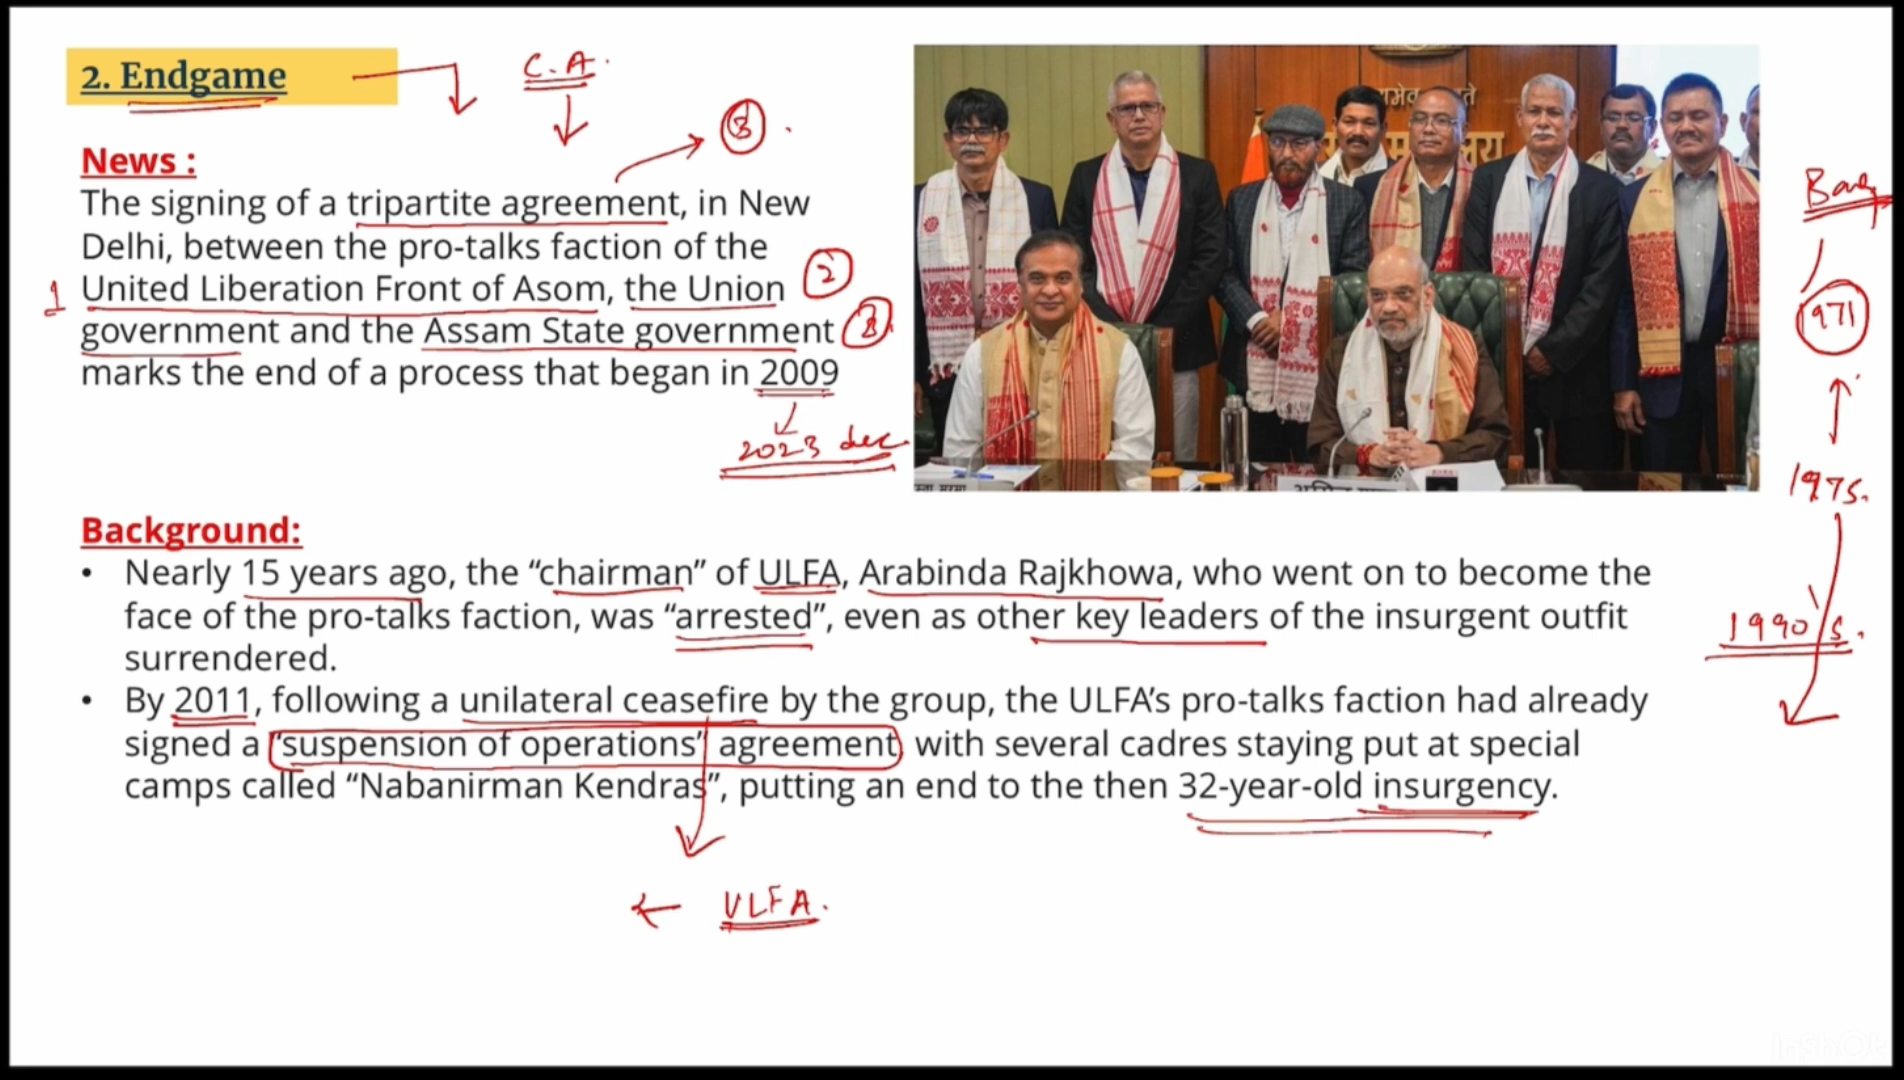 2. Endgame
C.A.
3
News :
The signing of a tripartite agreement, in New
Delhi, between the pro-talks faction of the
1 United Liberation Front of Asom, the Union 2
government and the Assam State government 3
marks the end of a process that began in 2009
2023 dec
1971
1975.
1990's.
Background:
• Nearly 15 years ago, the “chairman” of ULFA, Arabinda Rajkhowa, who went on to become the
face of the pro-talks faction, was “arrested”, even as other key leaders of the insurgent outfit
surrendered.
• By 2011, following a unilateral ceasefire by the group, the ULFA’s pro-talks faction had already
signed a “suspension of operations” agreement with several cadres staying put at special
camps called “Nabanirman Kendras”, putting an end to the then 32-year-old insurgency.
ULFA.
InShOt